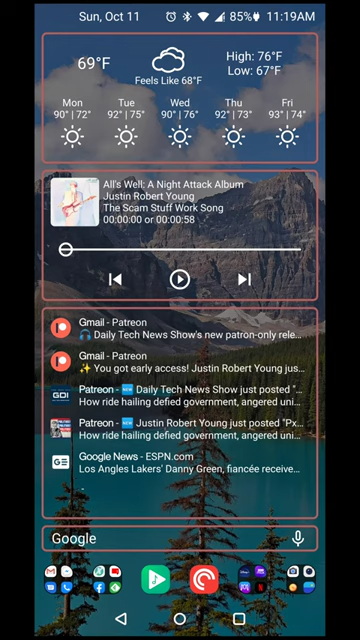 Sun, Oct 11 85% 11:19AM
69°F
Feels Like 68°F
High: 76°F
Low: 67°F
Mon Tue Wed Thu Fri
90° | 72° 92° | 75° 90° | 76° 92° | 73° 93° | 74°
All's Well: A Night Attack Album
Justin Robert Young
The Scam Stuff Work Song
00:00:00 or 00:00:58
Gmail - Patreon
🎧 Daily Tech News Show's new patron-only rele...
Gmail - Patreon
✨ You got early access! Justin Robert Young jus...
Patreon - 🆕 Daily Tech News Show just posted "...
How ride hailing defied government, angered uni...
Patreon - 🆕 Justin Robert Young just posted "Px...
How ride hailing defied government, angered uni...
Google News - ESPN.com
Los Angeles Lakers' Danny Green, fiancée receive...
Google